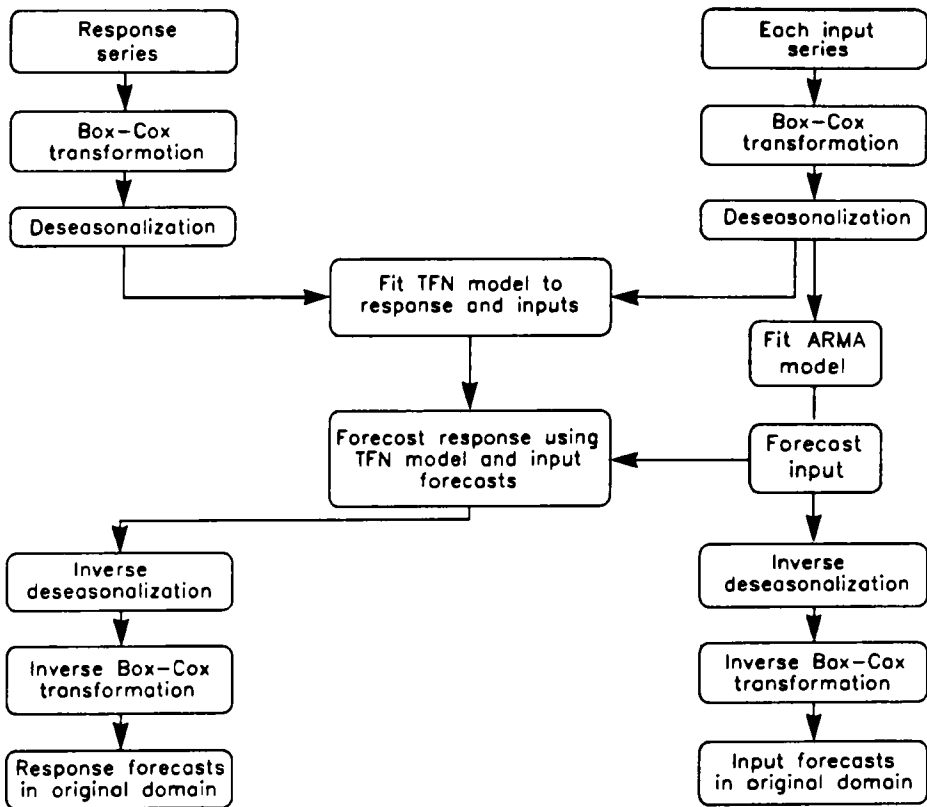 Response
series
Each input
series
Box-Cox
transformation
Box-Cox
transformation
Deseasonalization
Deseasonalization
Fit TFN model to
response and inputs
Fit ARMA
model
Forecast response using
TFN model and input
forecasts
Forecast
input
Inverse
deseasonalization
Inverse
deseasonalization
Inverse Box-Cox
transformation
Inverse Box-Cox
transformation
Response forecasts
in original domain
Input forecasts
in original domain